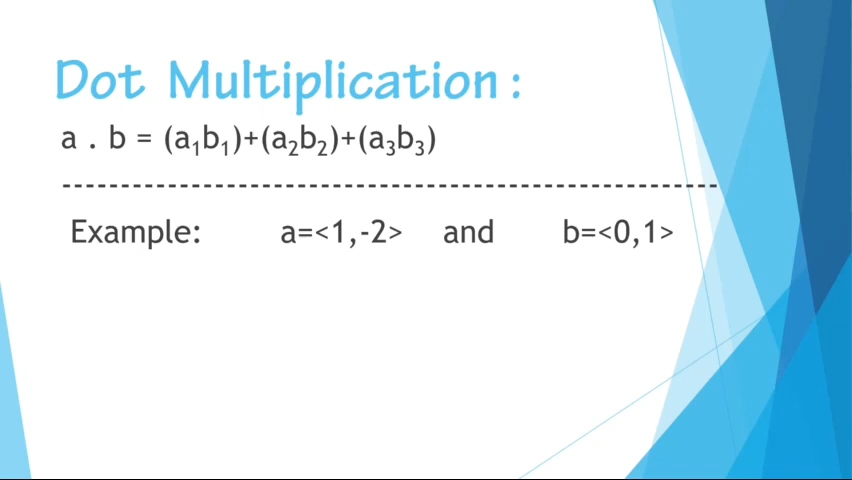 Dot Multiplication:
a . b = (a₁b₁)+(a₂b₂)+(a₃b₃)
--------------------------------------------------------
Example: a=<1,-2> and b=<0,1>